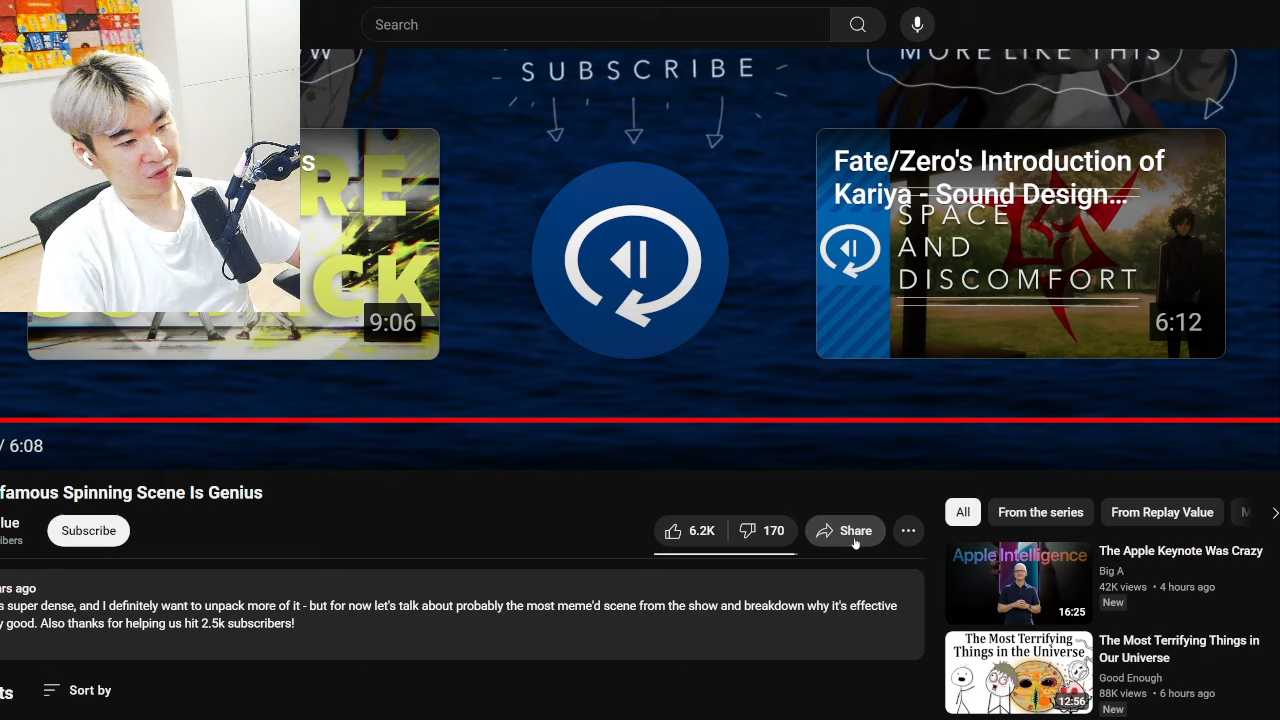 Search
W
SUBSCRIBE
MORE LIKE THIS
s
RE
CK
9:06
Fate/Zero's Introduction of
Kariya - Sound Design...
SPACE
AND
DISCOMFORT
6:12
/ 6:08
famous Spinning Scene Is Genius
lue
ibers
Subscribe
6.2K
170
Share
All
From the series
From Replay Value
M
ars ago
s super dense, and I definitely want to unpack more of it - but for now let's talk about probably the most meme'd scene from the show and breakdown why it's effective
y good. Also thanks for helping us hit 2.5k subscribers!
ts
Sort by
Apple Intelligence
16:25
The Apple Keynote Was Crazy
Big A
42K views • 4 hours ago
New
The Most Terrifying
Things in the Universe
12:56
The Most Terrifying Things in
Our Universe
Good Enough
88K views • 6 hours ago
New